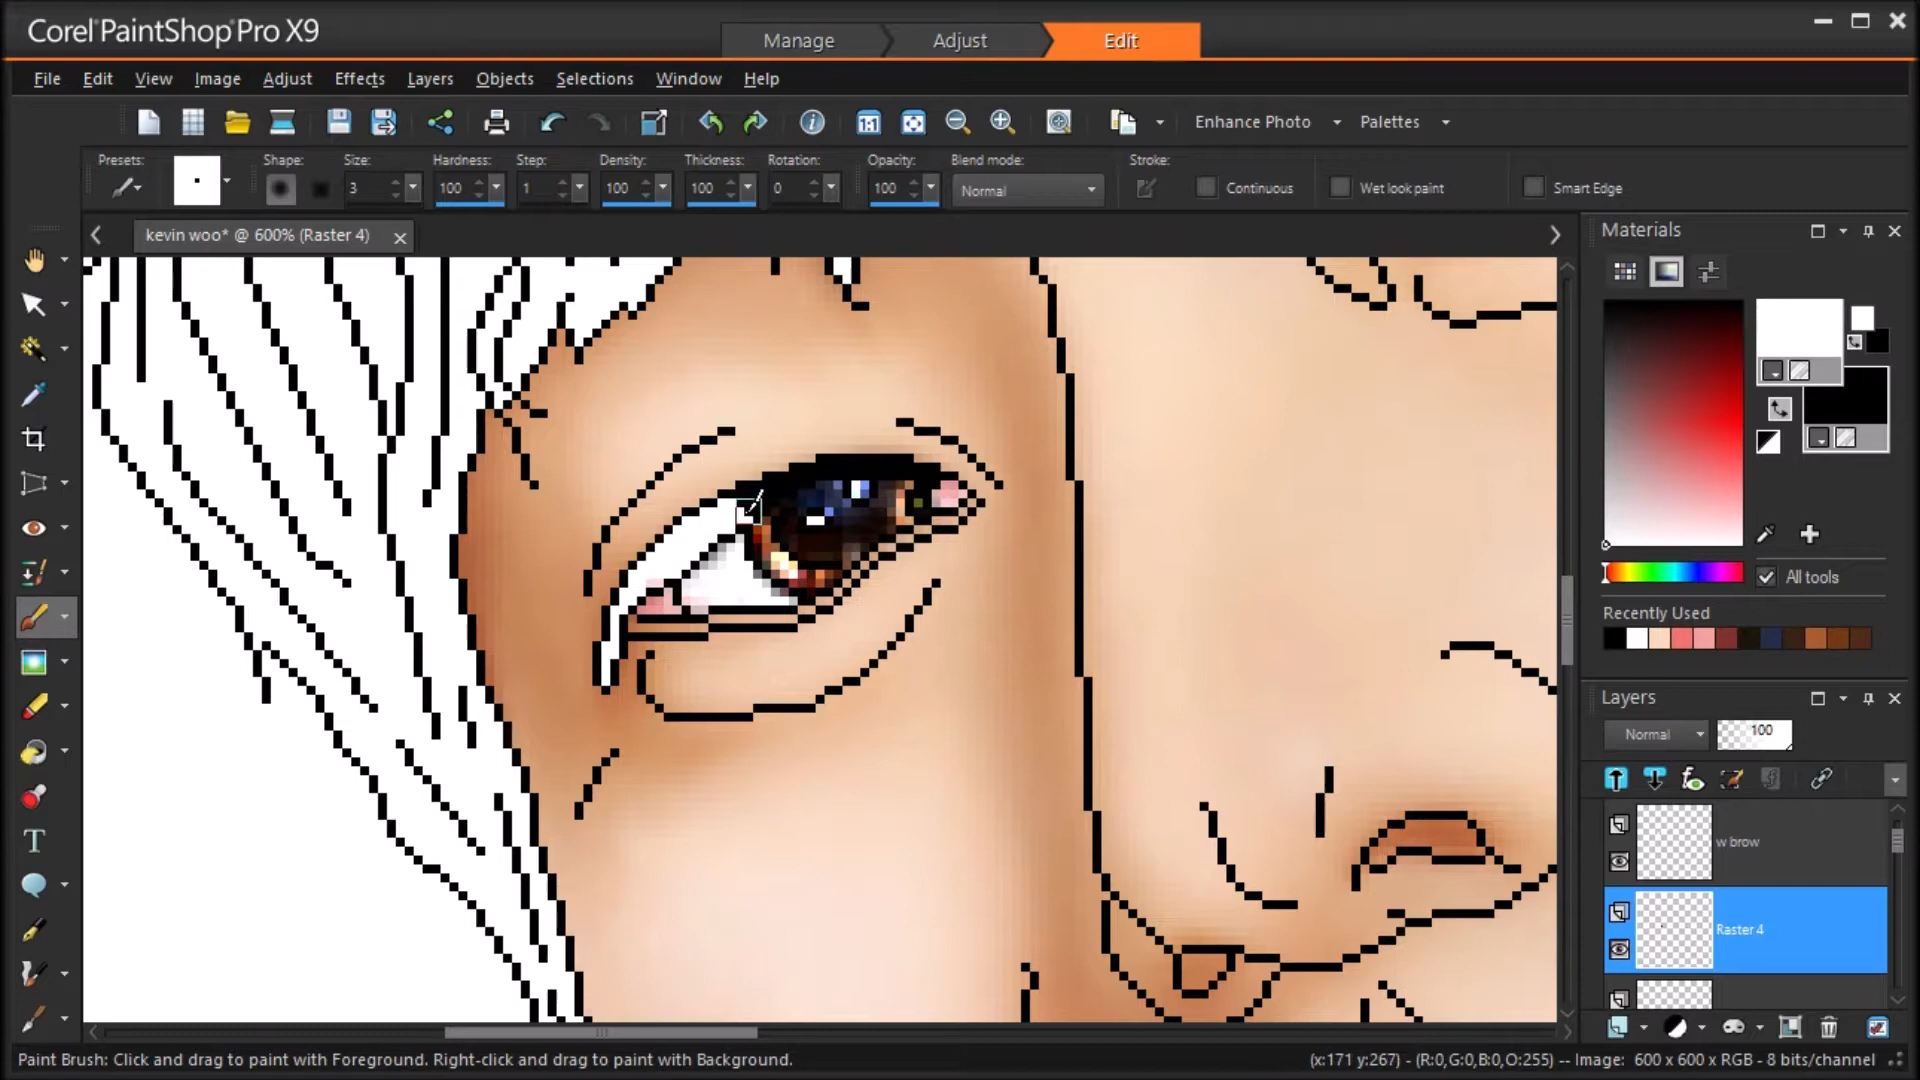 Corel PaintShop Pro X9
Manage Adjust Edit
File Edit View Image Adjust Effects Layers Objects Selections Window Help
1:1 Enhance Photo Palettes
Presets: Shape: Size: Hardness: Step: Density: Thickness: Rotation: Opacity: Blend mode: Stroke:
3 100 1 100 100 0 100 Normal Continuous Wet look paint Smart Edge
kevin woo* @ 600% (Raster 4)
Materials
All tools
Recently Used
Layers
Normal 100
w brow
Raster 4
T
Paint Brush: Click and drag to paint with Foreground. Right-click and drag to paint with Background.
(x:171 y:267) - (R:0,G:0,B:0,O:255) -- Image: 600 x 600 x RGB - 8 bits/channel